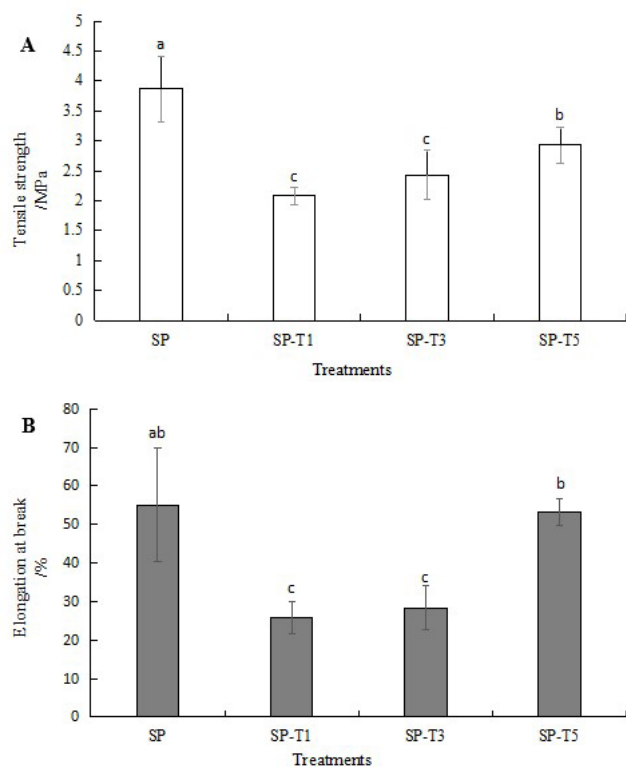 A
Tensile strength
/MPa
5
4.5
4
3.5
3
2.5
2
1.5
1
0.5
0
a
c
c
b
SP
SP-T1
SP-T3
SP-T5
Treatments
B
Elongation at break
/%
80
70
60
50
40
30
20
10
0
ab
c
c
b
SP
SP-T1
SP-T3
SP-T5
Treatments